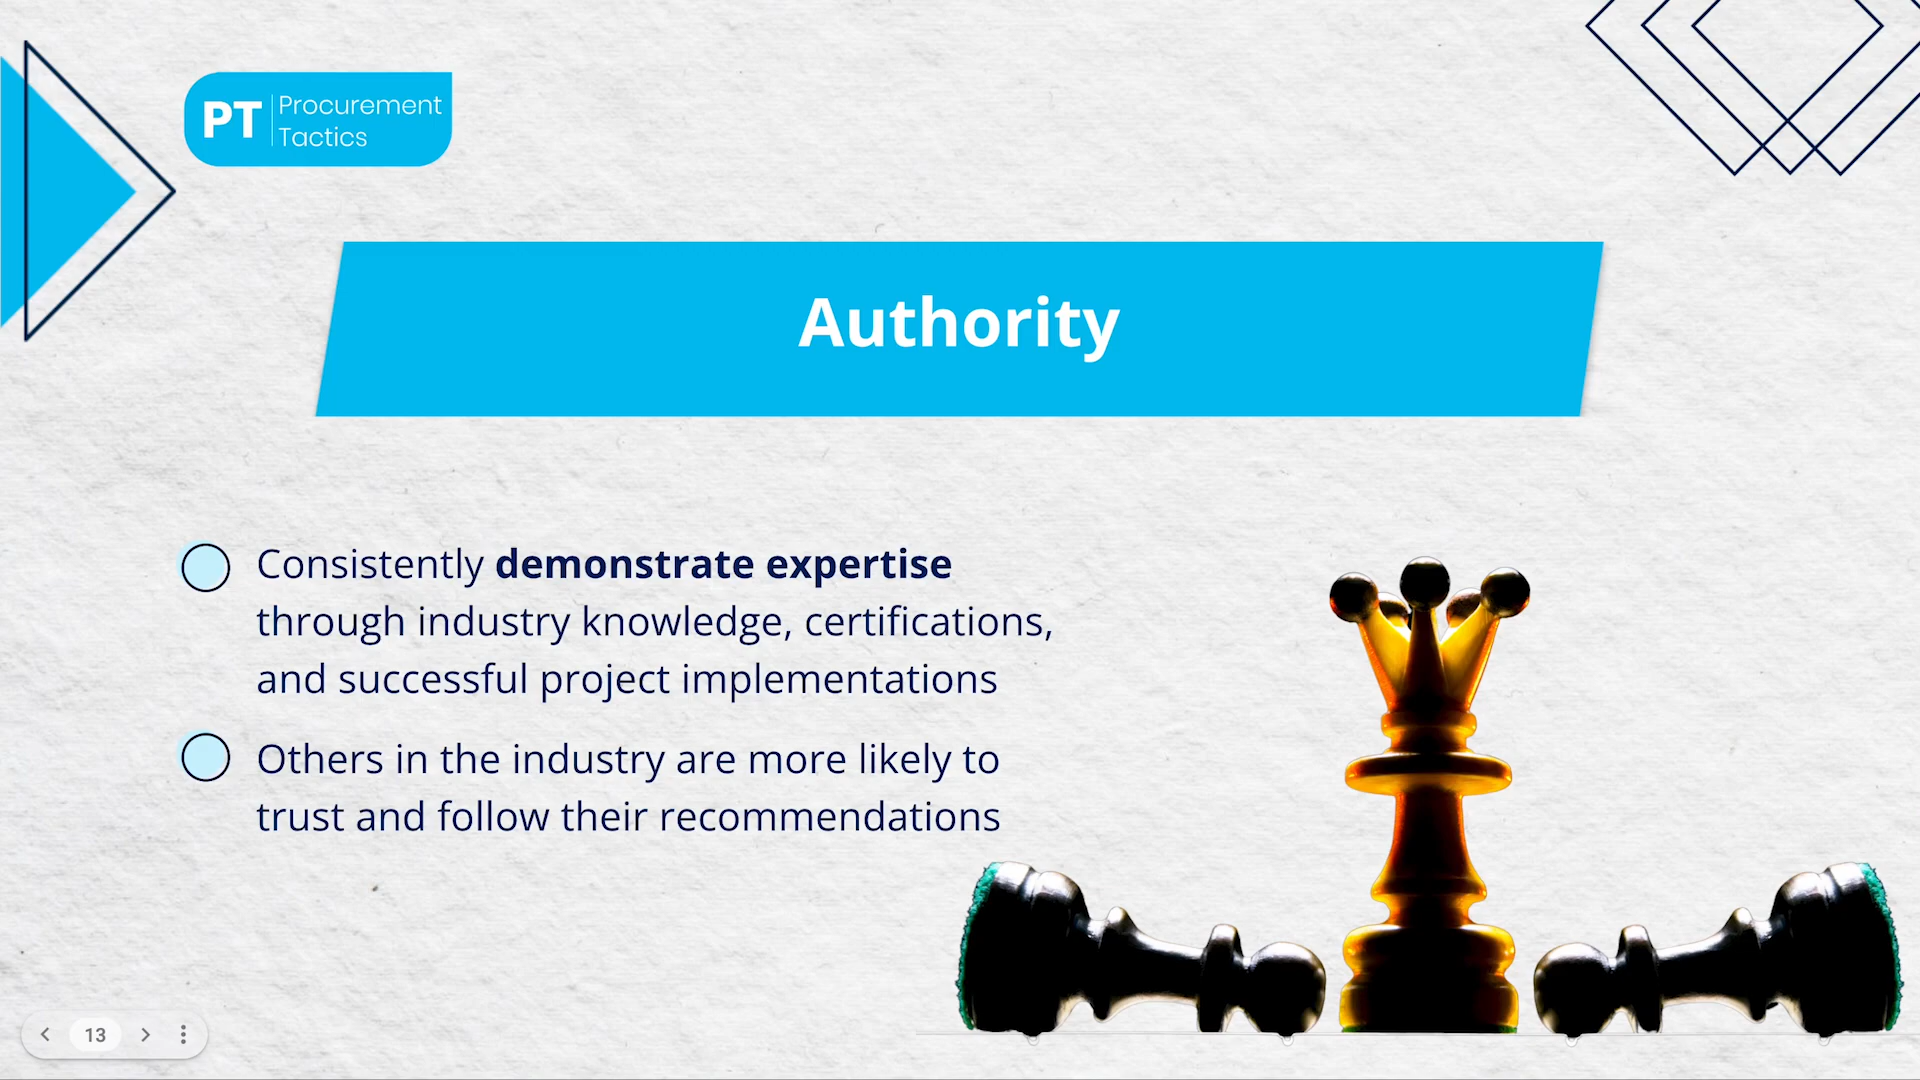 PT Procurement
Tactics
Authority
Consistently demonstrate expertise
through industry knowledge, certifications,
and successful project implementations
Others in the industry are more likely to
trust and follow their recommendations
13